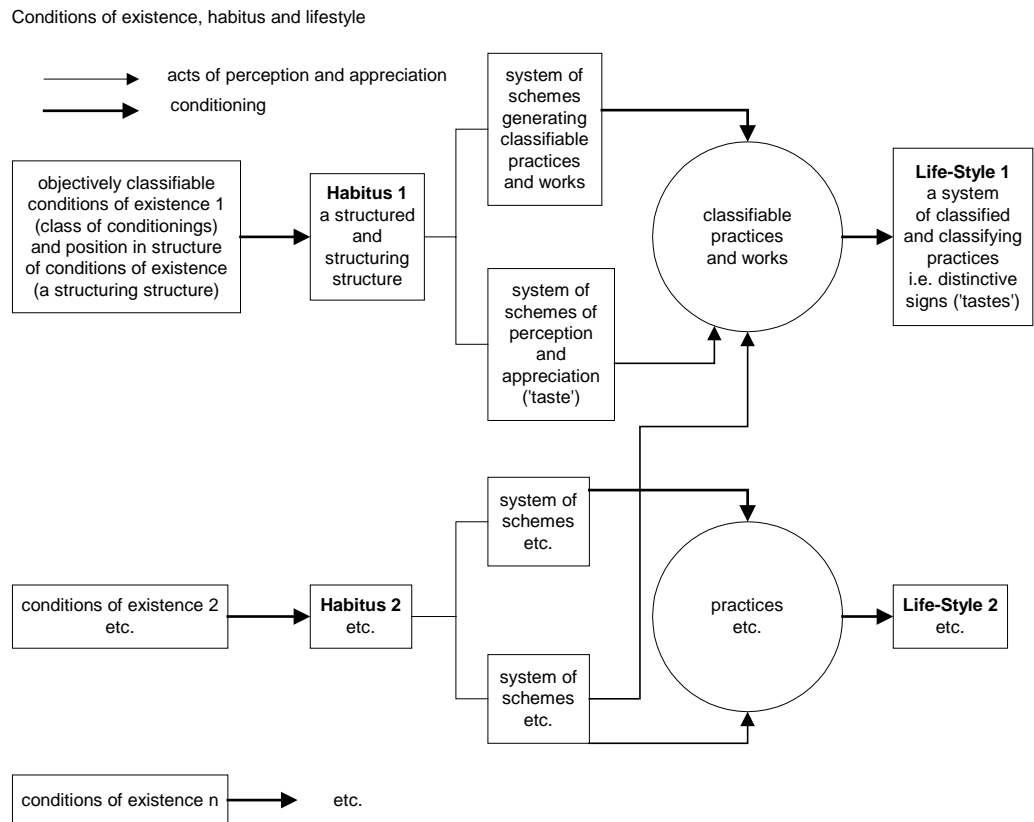 Conditions of existence, habitus and lifestyle
acts of perception and appreciation
conditioning
objectively classifiable
conditions of existence 1
(class of conditionings)
and position in structure
of conditions of existence
(a structuring structure)
Habitus 1
a structured
and
structuring
structure
system of
schemes
generating
classifiable
practices
and works
system of
schemes of
perception
and
appreciation
('taste')
classifiable
practices
and works
Life-Style 1
a system
of classified
and classifying
practices
i.e. distinctive
signs ('tastes')
conditions of existence 2
etc.
Habitus 2
etc.
system of
schemes
etc.
system of
schemes
etc.
practices
etc.
Life-Style 2
etc.
conditions of existence n
etc.